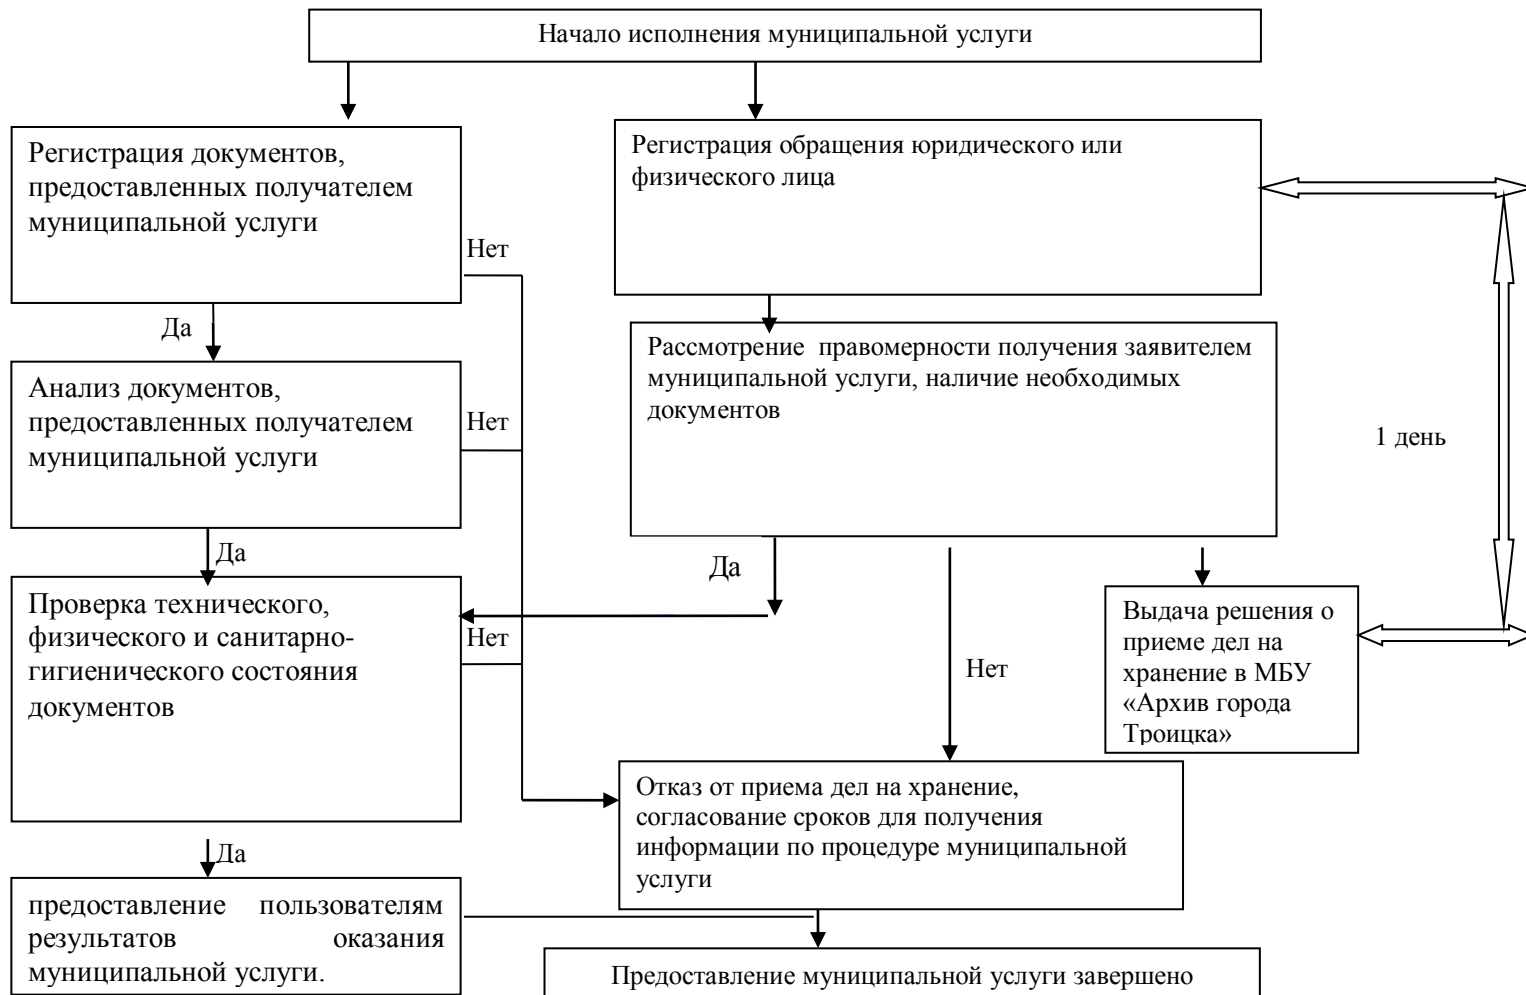 Начало исполнения муниципальной услуги
Регистрация документов,
предоставленных получателем
муниципальной услуги
Регистрация обращения юридического или
физического лица
Нет
Да
Рассмотрение правомерности получения заявителем
муниципальной услуги, наличие необходимых
документов
Анализ документов,
предоставленных получателем
муниципальной услуги
Нет
1 день
Да
Да
Проверка технического,
физического и санитарно-
гигиенического состояния
документов
Нет
Нет
Выдача решения о
приеме дел на
хранение в МБУ
«Архив города
Троицка»
Отказ от приема дел на хранение,
согласование сроков для получения
информации по процедуре муниципальной
услуги
Да
предоставление пользователям
результатов оказания
муниципальной услуги.
Предоставление муниципальной услуги завершено